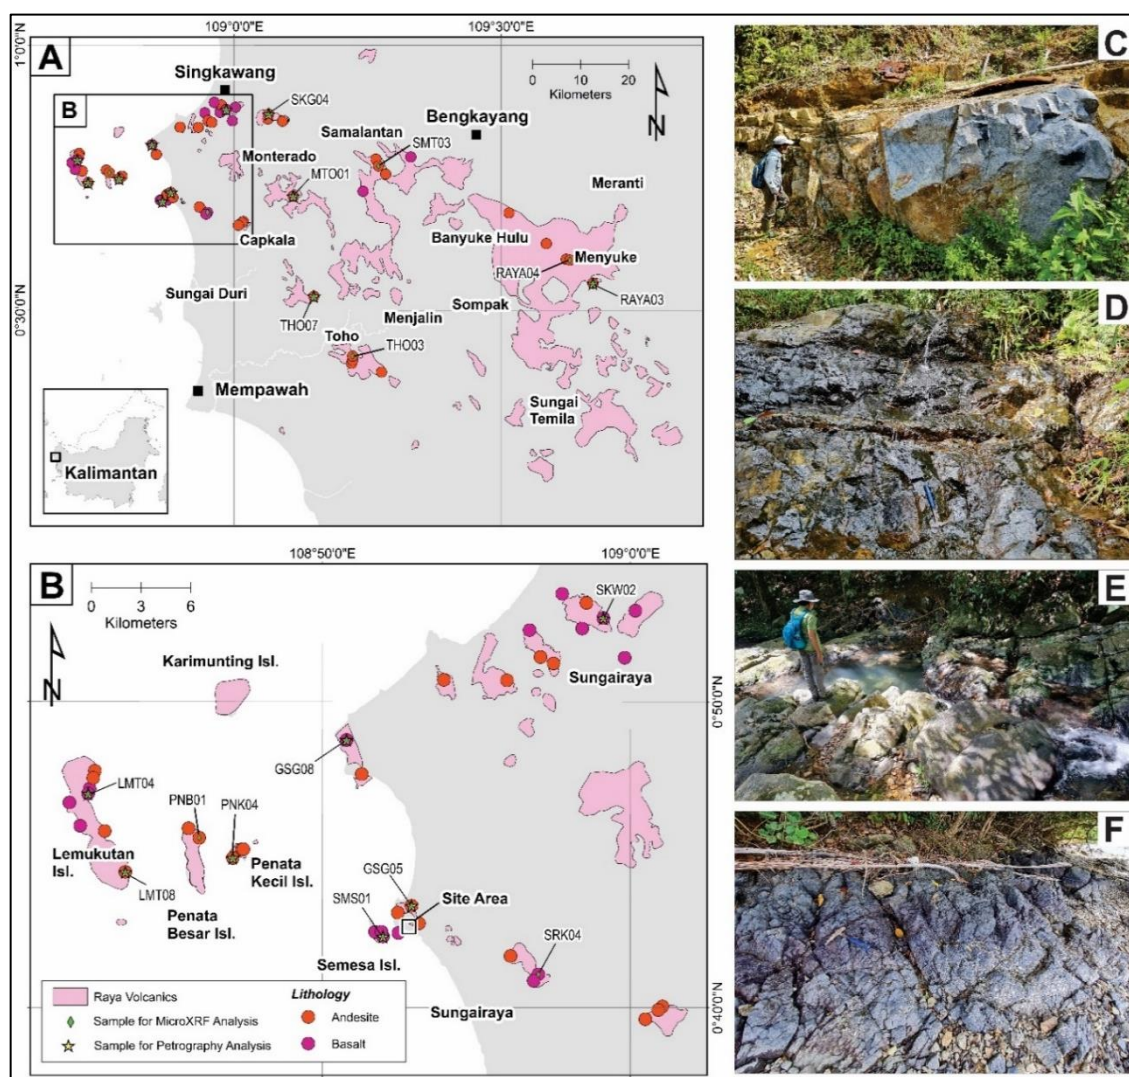 109°0'0"E
109°30'0"E
1°0'0"N
0°30'0"N
A
Singkawang
0 10 20
Kilometers
N
B
SKG04
Bengkayang
Samalantan
SMT03
Monterado
MTO01
Meranti
Capkala
Banyuke Hulu
Menyuke
RAYA04
Sungai Duri
Sompak
RAYA03
THO07
Menjalin
Toho
THO03
Mempawah
Sungai
Temila
Kalimantan
108°50'0"E
109°0'0"E
B
0 3 6
Kilometers
N
SKW02
Karimunting Isl.
Sungairaya
0°50'0"N
GSG08
LMT04
PNB01
PNK04
Lemukutan
Isl.
Penata
Kecil Isl.
GSG05
LMT08
SMS01
Site Area
Penata
Besar Isl.
SRK04
Semesa Isl.
Sungairaya
0°40'0"N
Raya Volcanics
Lithology
Sample for MicroXRF Analysis
Andesite
Sample for Petrography Analysis
Basalt
C
D
E
F